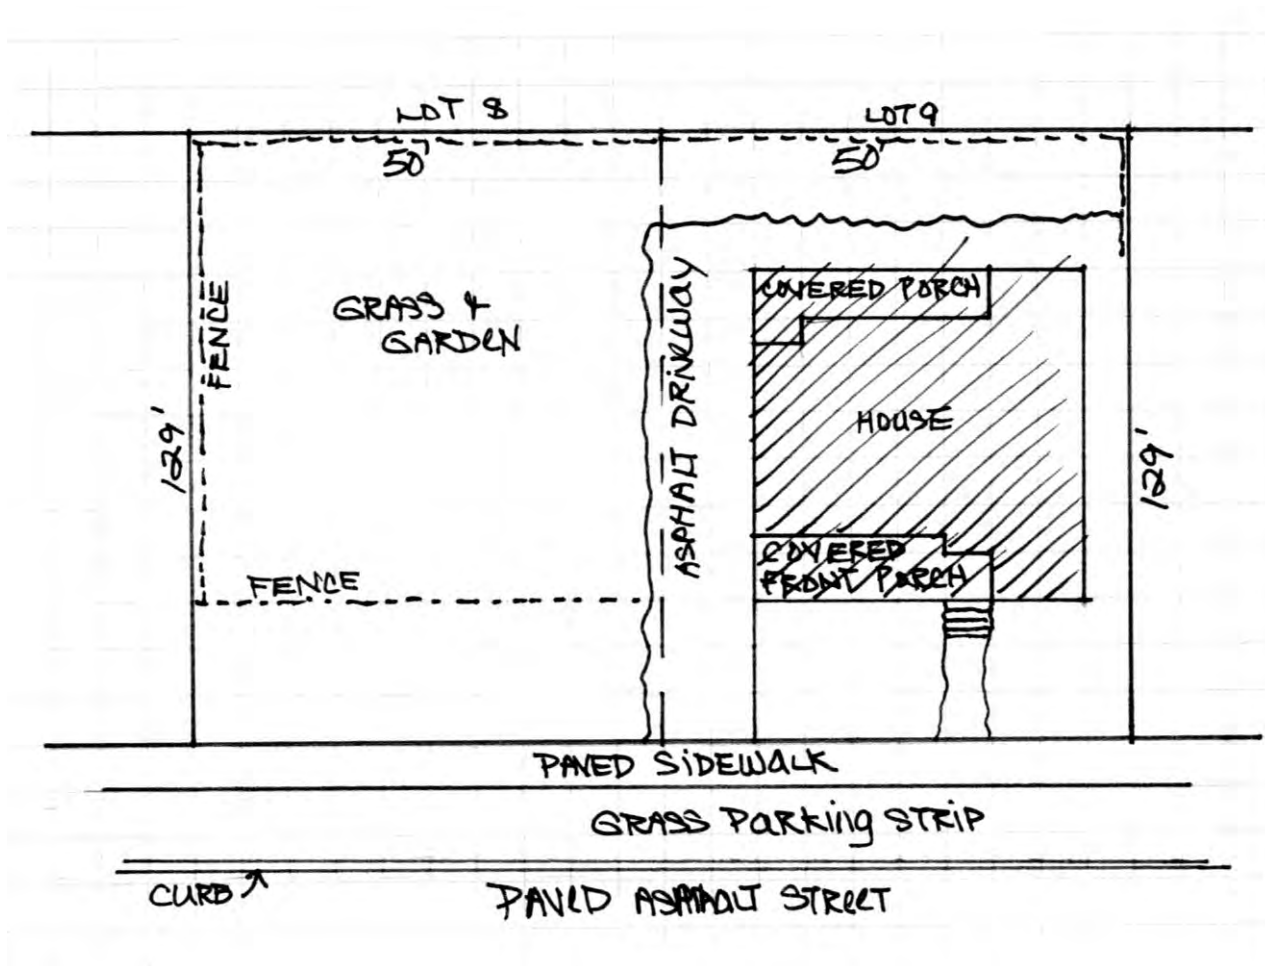 LOT 8
LOT 9
50'
50'
GRASS &
GARDEN
FENCE
FENCE
129'
129'
ASPHALT DRIVEWAY
COVERED PORCH
HOUSE
COVERED
FRONT PORCH
PAVED SIDEWALK
GRASS PARKING STRIP
CURB
PAVED ASPHAULT STREET